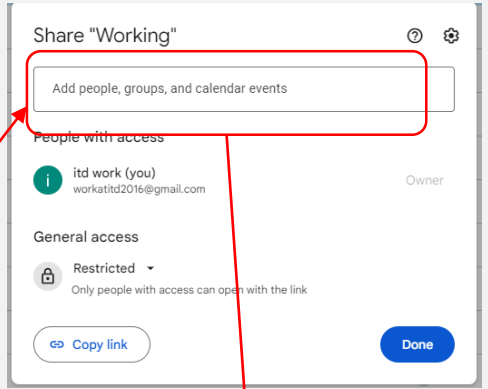 Share "Working"
Add people, groups, and calendar events
People with access
i
itd work (you)
workatitd2016@gmail.com
Owner
General access
Restricted
Only people with access can open with the link
Copy link
Done